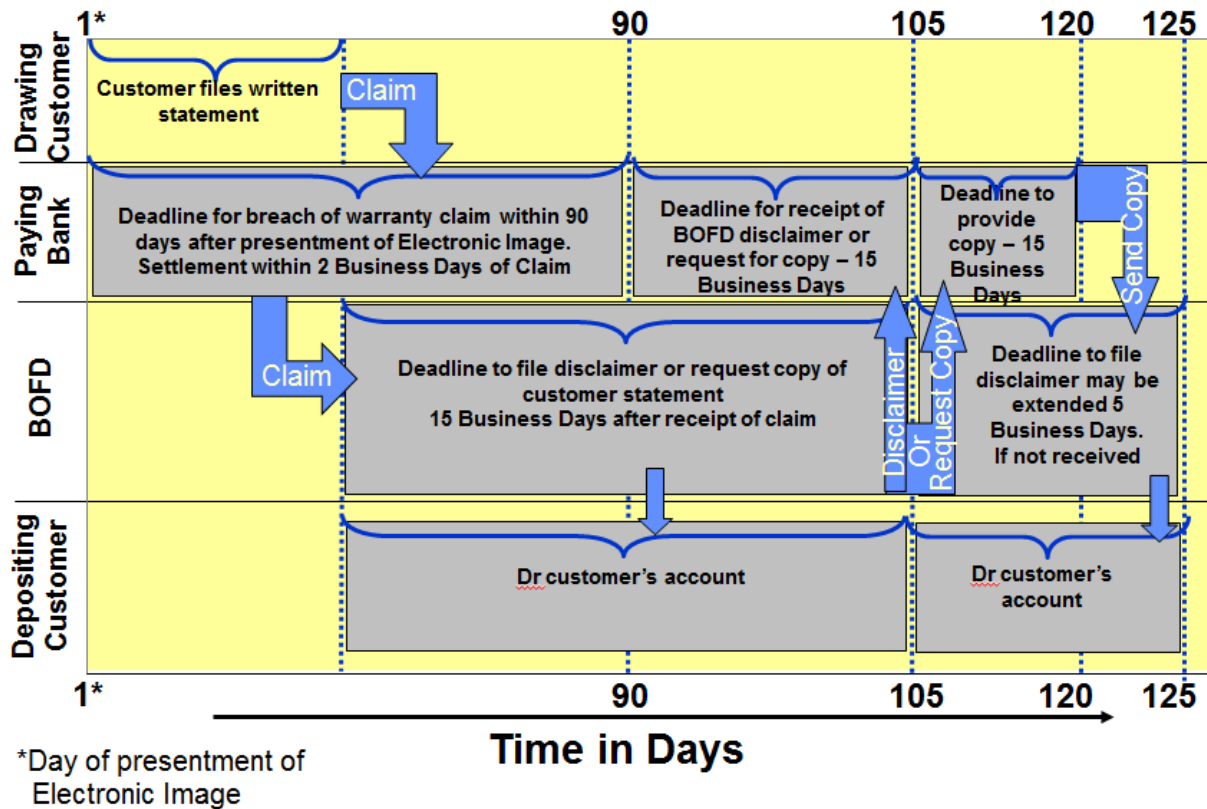 1*
90
105
120
125
Drawing
Customer
Customer files written
statement
Claim
Paying
Bank
Deadline for breach of warranty claim within 90
days after presentment of Electronic Image.
Settlement within 2 Business Days of Claim
Deadline for receipt of
BOFD disclaimer or
request for copy – 15
Business Days
Deadline to
provide
copy – 15
Business
Days
Send Copy
BOFD
Claim
Deadline to file disclaimer or request copy of
customer statement
15 Business Days after receipt of claim
Disclaimer
Or
Request Copy
Deadline to file
disclaimer may be
extended 5
Business Days.
If not received
Depositing
Customer
Dr customer's account
Dr customer's
account
1*
90
105
120
125
Time in Days
*Day of presentment of
Electronic Image